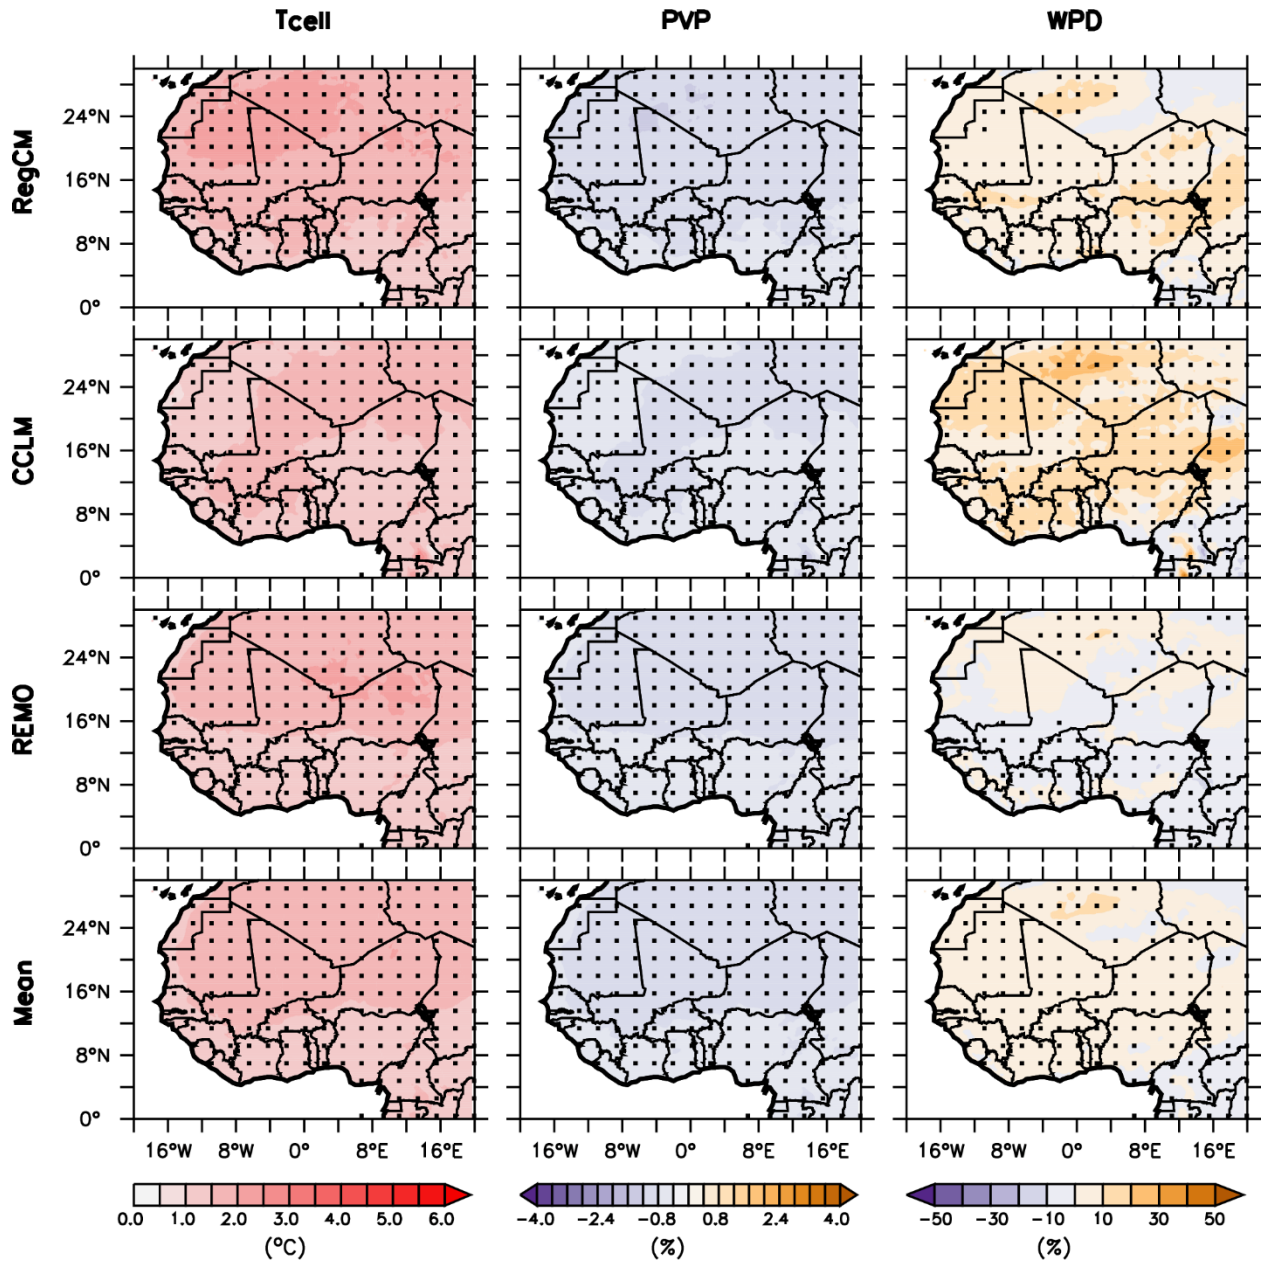 Tcell PVP WPD
RegCM
24°N
16°N
8°N
0°
CCLM
24°N
16°N
8°N
0°
REMO
24°N
16°N
8°N
0°
Mean
24°N
16°N
8°N
0°
16°W 8°W 0° 8°E 16°E 16°W 8°W 0° 8°E 16°E 16°W 8°W 0° 8°E 16°E
0.0 1.0 2.0 3.0 4.0 5.0 6.0 −4.0 −2.4 −0.8 0.8 2.4 4.0 −50 −30 −10 10 30 50
(°C) (%) (%)